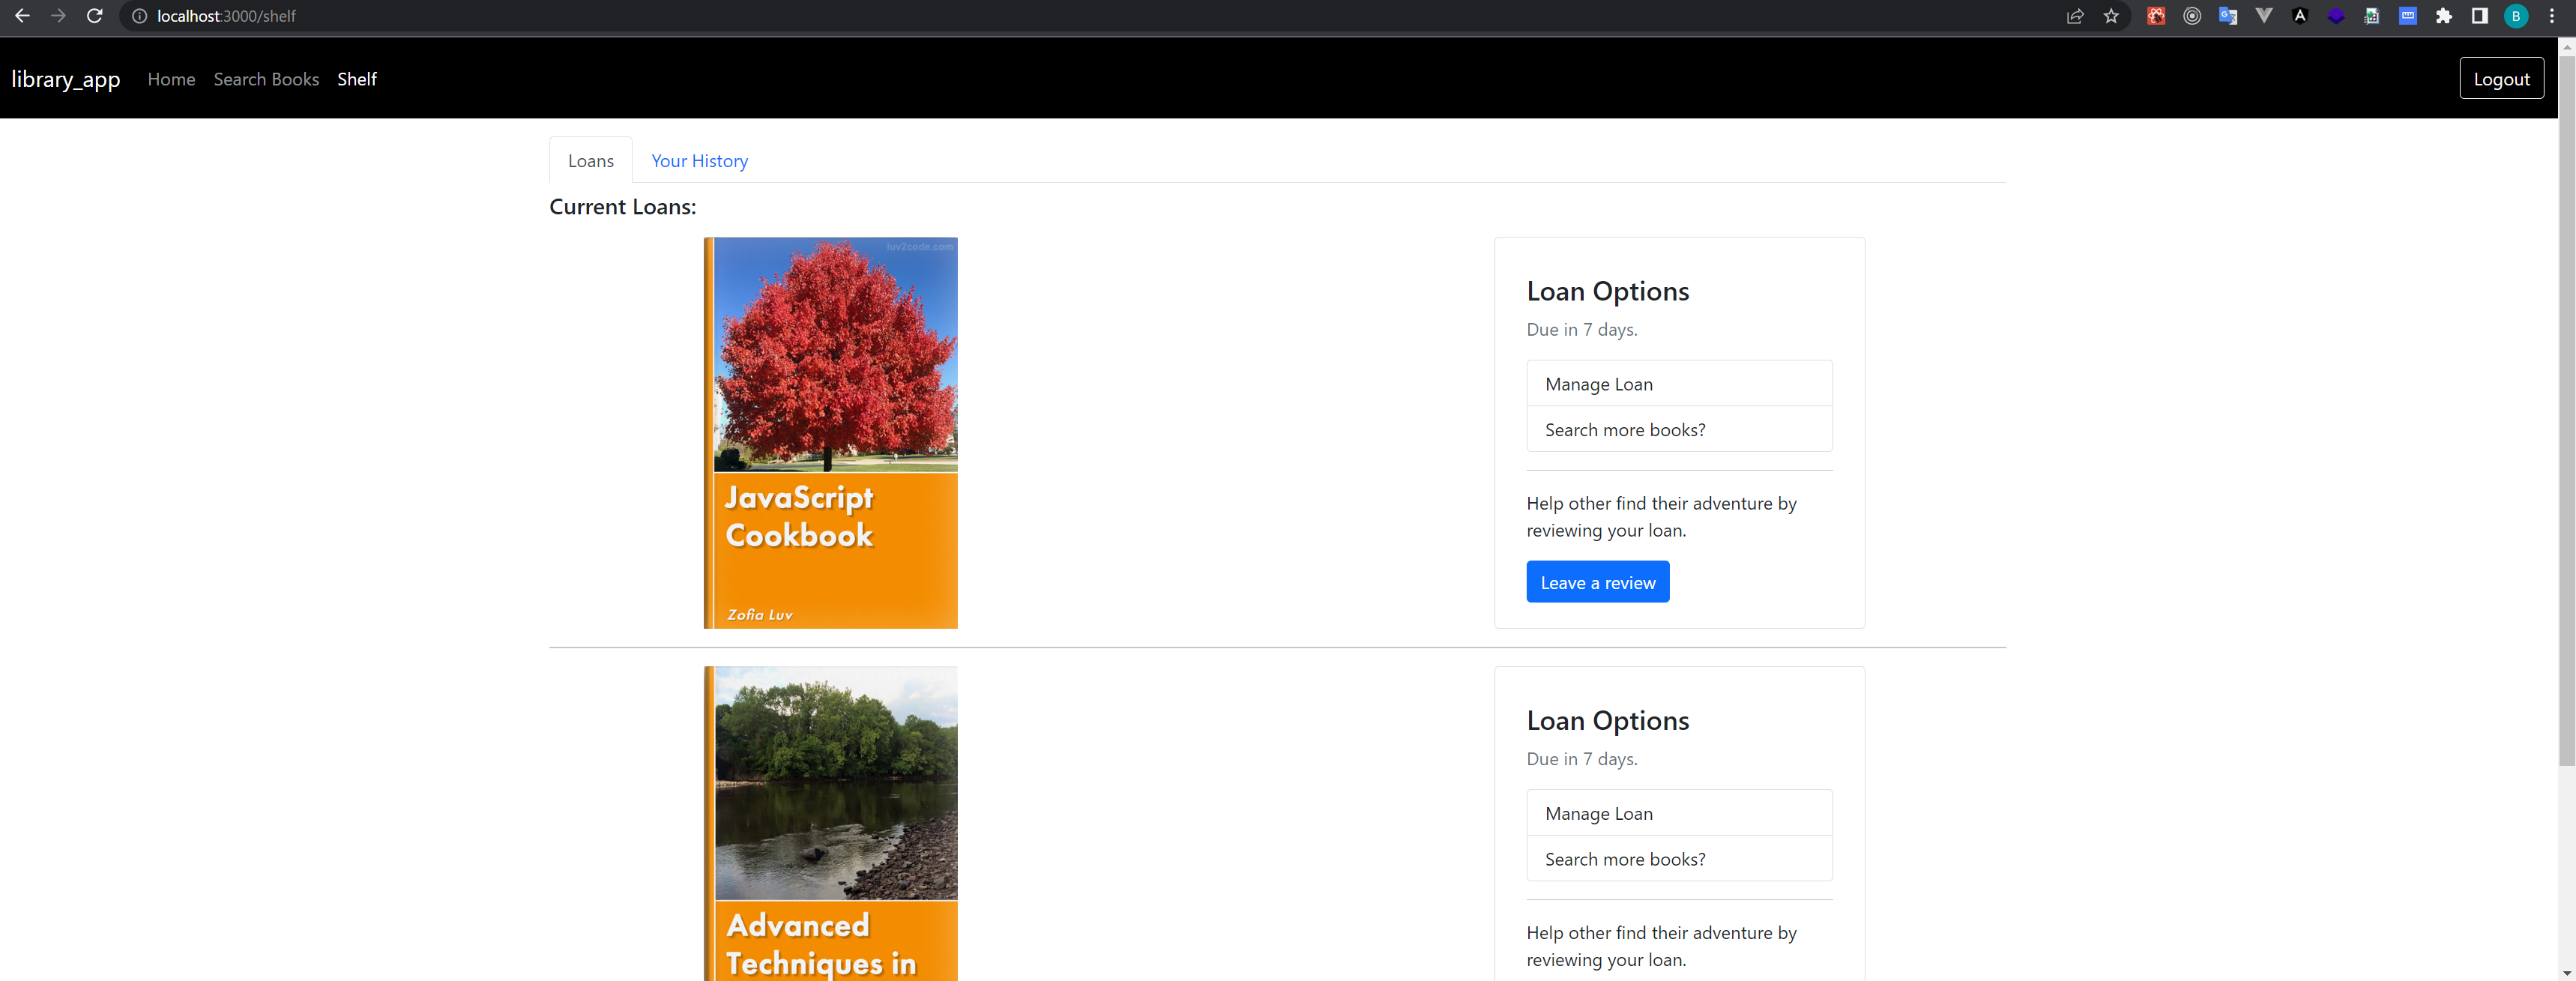 localhost:3000/shelf
B
library_app Home Search Books Shelf Logout
Loans Your History
Current Loans:
luv2code.com
JavaScript
Cookbook
Zofia Luv
Loan Options
Due in 7 days.
Manage Loan
Search more books?
Help other find their adventure by
reviewing your loan.
Leave a review
Advanced
Techniques in
Loan Options
Due in 7 days.
Manage Loan
Search more books?
Help other find their adventure by
reviewing your loan.